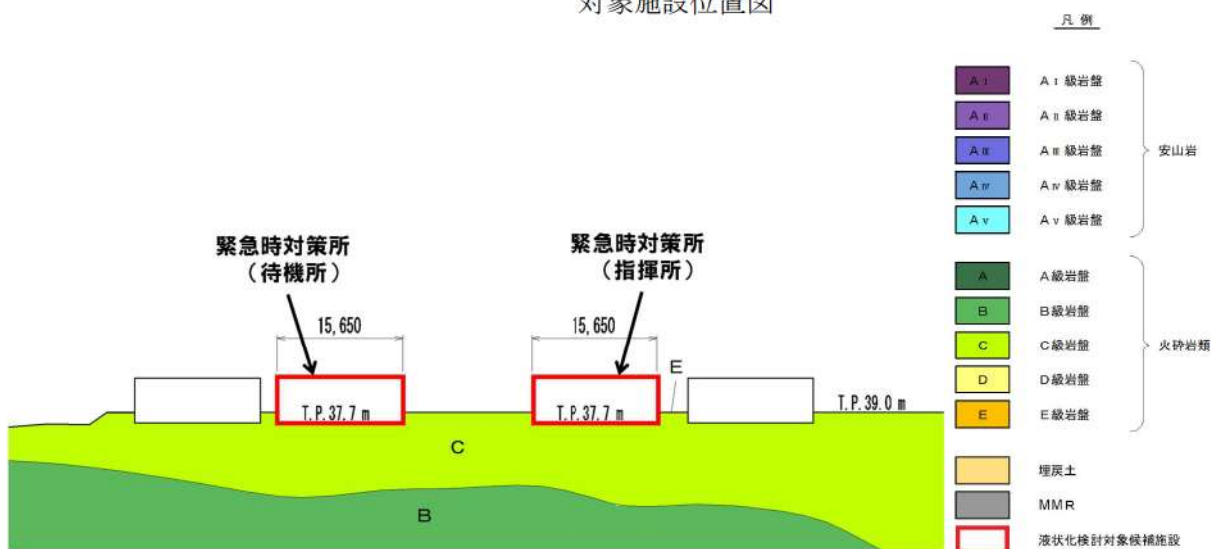 対象施設位置図
凡例
AⅠ AⅠ級岩盤
AⅡ AⅡ級岩盤
AⅢ AⅢ級岩盤
AⅣ AⅣ級岩盤
AⅤ AⅤ級岩盤
安山岩
A A級岩盤
B B級岩盤
C C級岩盤
D D級岩盤
E E級岩盤
火砕岩類
埋戻土
MMR
液状化検討対象候補施設
緊急時対策所
（待機所）
緊急時対策所
（指揮所）
15,650
15,650
E
T.P.37.7 m
T.P.37.7 m
T.P.39.0 m
C
B